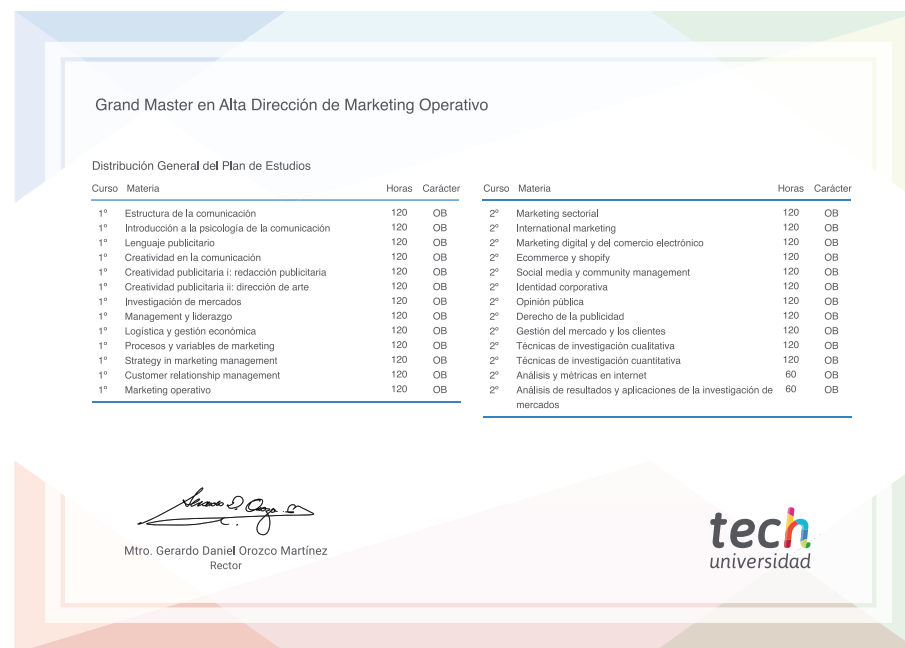 Grand Master en Alta Dirección de Marketing Operativo
Distribución General del Plan de Estudios
Curso Materia Horas Carácter
1º Estructura de la comunicación 120 OB
1º Introducción a la psicología de la comunicación 120 OB
1º Lenguaje publicitario 120 OB
1º Creatividad en la comunicación 120 OB
1º Creatividad publicitaria i: redacción publicitaria 120 OB
1º Creatividad publicitaria ii: dirección de arte 120 OB
1º Investigación de mercados 120 OB
1º Management y liderazgo 120 OB
1º Logística y gestión económica 120 OB
1º Procesos y variables de marketing 120 OB
1º Strategy in marketing management 120 OB
1º Customer relationship management 120 OB
1º Marketing operativo 120 OB
Curso Materia Horas Carácter
2º Marketing sectorial 120 OB
2º International marketing 120 OB
2º Marketing digital y del comercio electrónico 120 OB
2º Ecommerce y shopify 120 OB
2º Social media y community management 120 OB
2º Identidad corporativa 120 OB
2º Opinión pública 120 OB
2º Derecho de la publicidad 120 OB
2º Gestión del mercado y los clientes 120 OB
2º Técnicas de investigación cualitativa 120 OB
2º Técnicas de investigación cuantitativa 120 OB
2º Análisis y métricas en internet 60 OB
2º Análisis de resultados y aplicaciones de la investigación de 60 OB
mercados
Mtro. Gerardo Daniel Orozco Martínez
Rector
tech
universidad